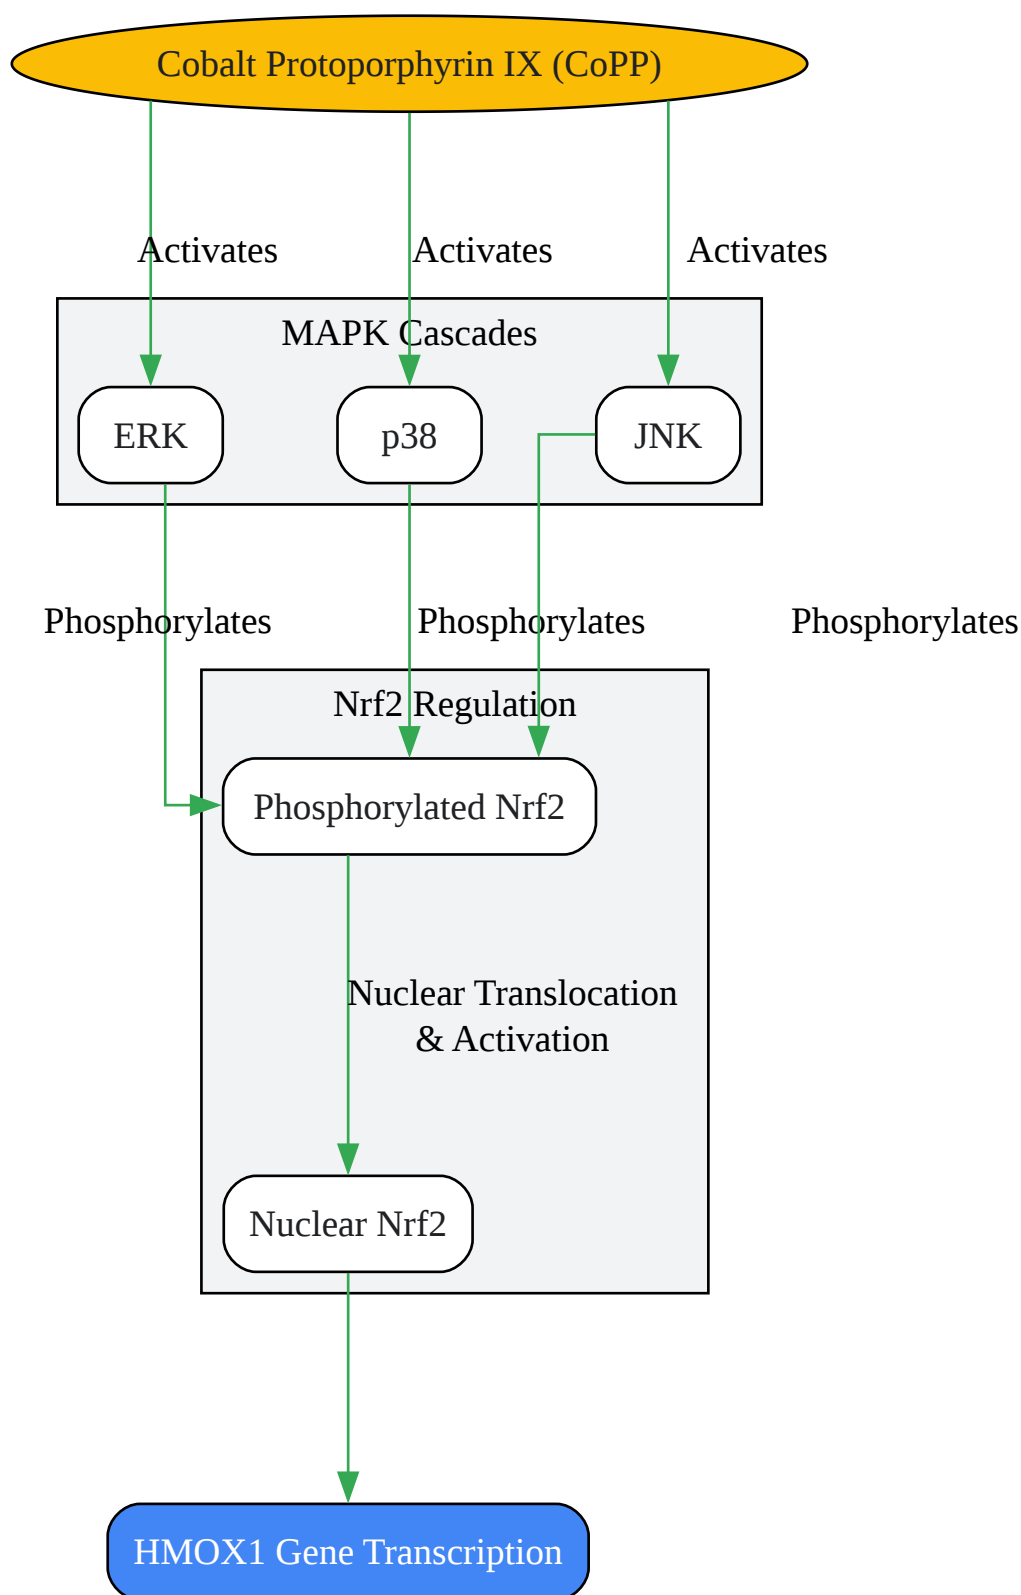 Cobalt Protoporphyrin IX (CoPP)
Activates
Activates
Activates
MAPK Cascades
ERK
p38
JNK
Phosphorylates
Phosphorylates
Phosphorylates
Nrf2 Regulation
Phosphorylated Nrf2
Nuclear Translocation
& Activation
Nuclear Nrf2
HMOX1 Gene Transcription